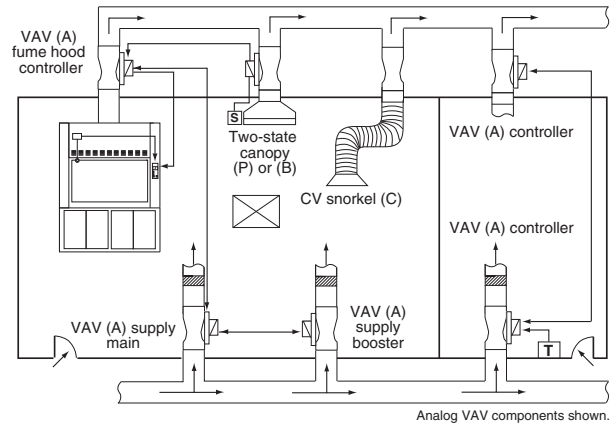 VAV (A)
fume hood
controller
S
Two-state
canopy
(P) or (B)
CV snorkel (C)
VAV (A) controller
VAV (A) controller
VAV (A) supply
main
VAV (A)
supply
booster
T
Analog VAV components shown.